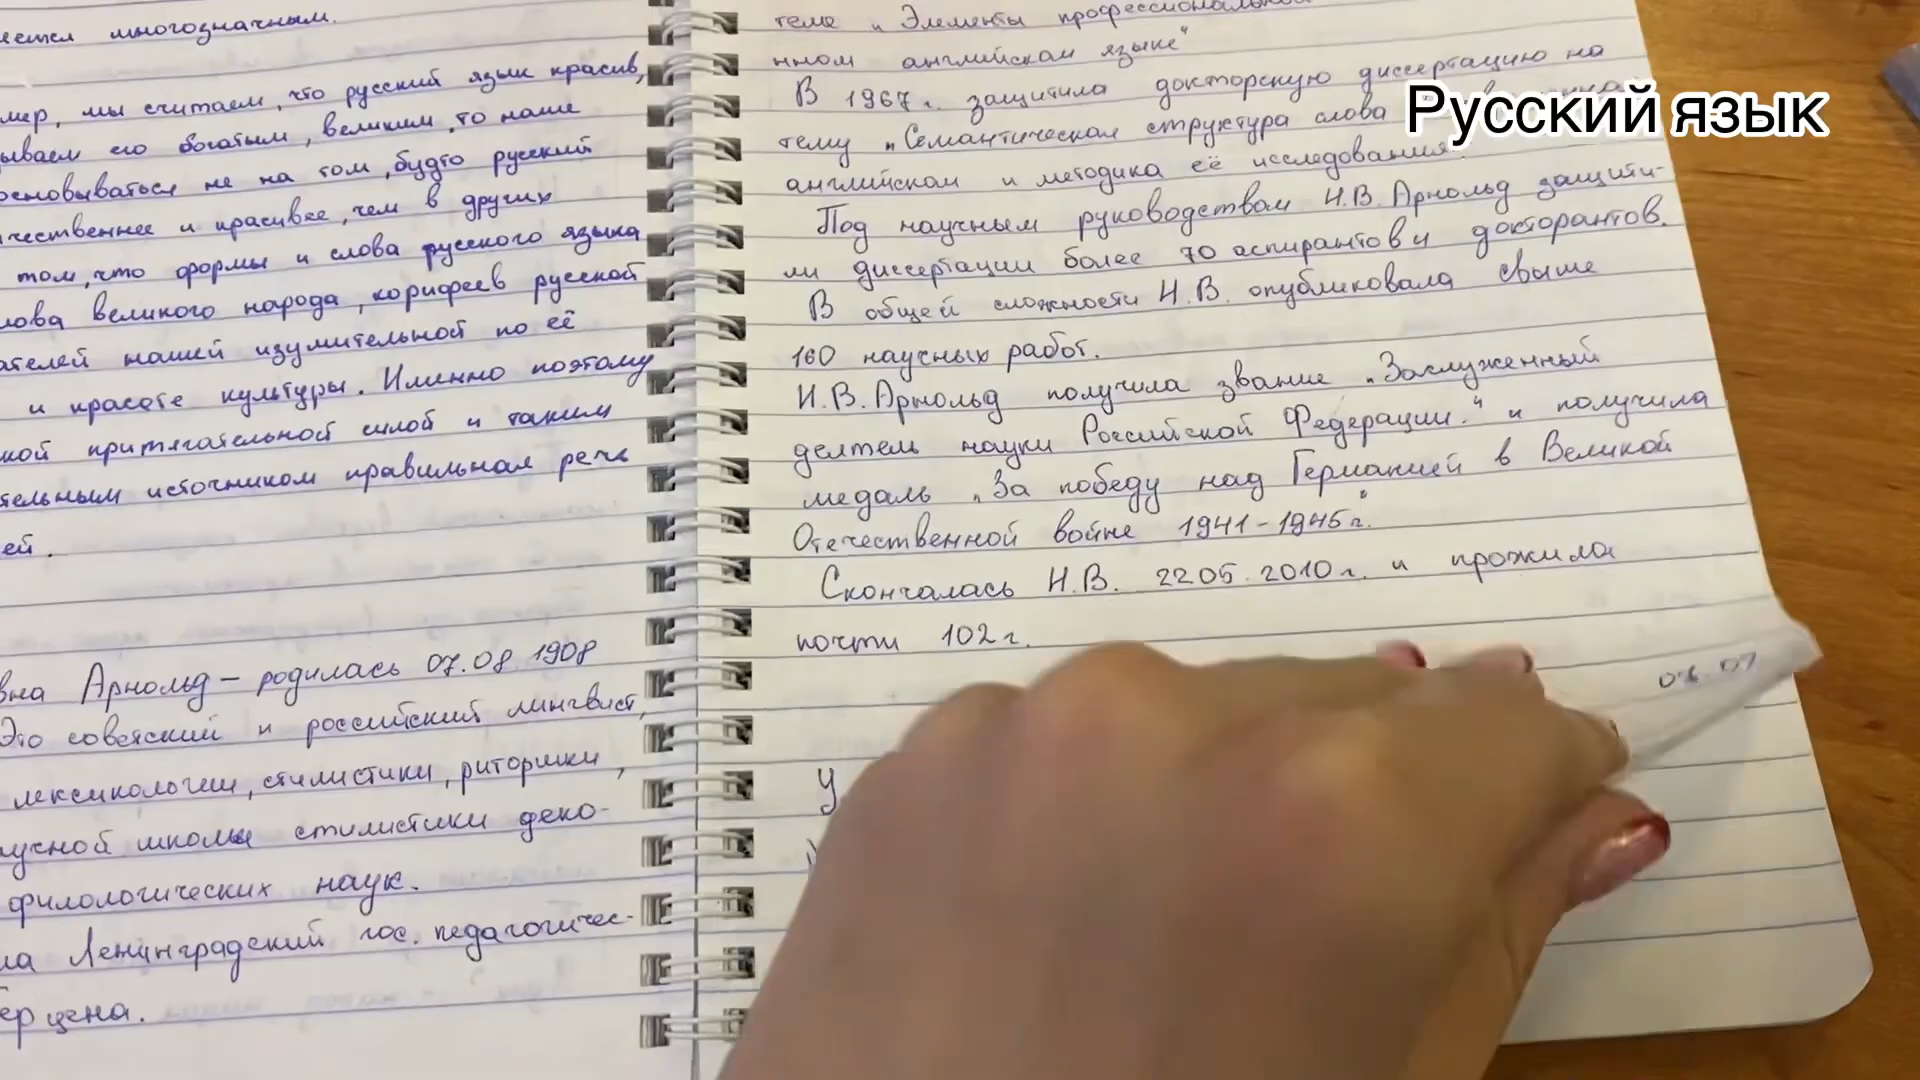 Русский язык
яется многозначным.
мер, мы считаем, что русский язык красив,
ываем его богатым, великим, то наше
основываться не на том, будто русский
чественнее и красивее, чем в других
том, что формы и слова русского языка
лова великого народа, корифеев русской
ателей нашей изумительной по её
и красоте культуры. Именно поэтому
кой притягательной силой и таким
тельным источником правильная речь
ей.
вна Арнольд – родилась 07.08 1908
Это советский и российский лингвист,
лексикологии, стилистики, риторики,
аучной школы стилистики деко-
филологических наук.
ла Ленинградский гос. педагогичес-
ерцена.
теме „Элементы профессиональной
нном английском языке“
В 1967 г. защитила докторскую диссертацию на
тему „Семантическая структура слова в
английском и методика её исследования.
Под научным руководством И.В. Арнольд защити-
ли диссертации более 70 аспирантов и докторантов.
В общей сложности И.В. опубликовала свыше
160 научных работ.
И.В. Арнольд получила звание „Заслуженный
деятель науки Российской Федерации.“ и получила
медаль „За победу над Германией в Великой
Отечественной войне 1941-1945 г.“
Скончалась И.В. 22 05. 2010 г. и прожила
почти 102 г.
У